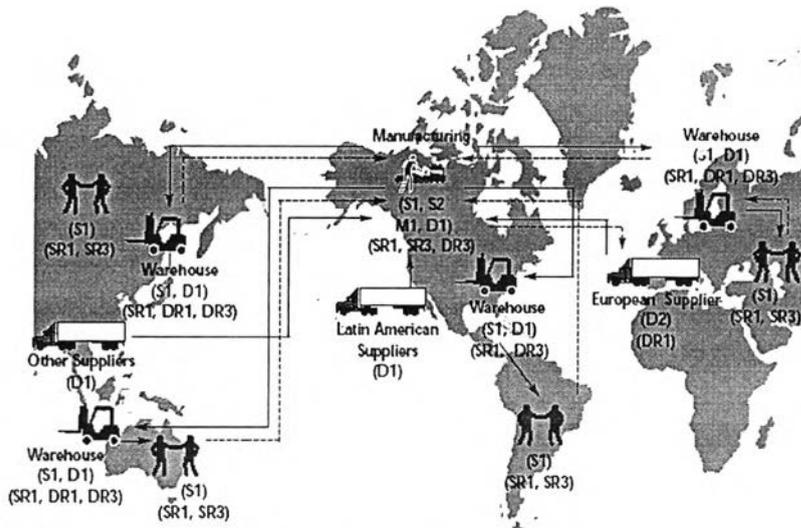 Manufacturing
(S1, S2
M1, D1)
(SR1, SR3, DR3)
Warehouse
(S1, D1)
(SR1, DR1, DR3)
(S1)
(SR1, SR3)
Warehouse
(S1, D1)
(SR1, DR1, DR3)
Other Suppliers
(D1)
Latin American
Suppliers
(D1)
Warehouse
(S1, D1)
(SR1, DR3)
European Supplier
(D2)
(DR1)
(S1)
(SR1, SR3)
Warehouse
(S1, D1)
(SR1, DR1, DR3)
(S1)
(SR1, SR3)
(S1)
(SR1, SR3)